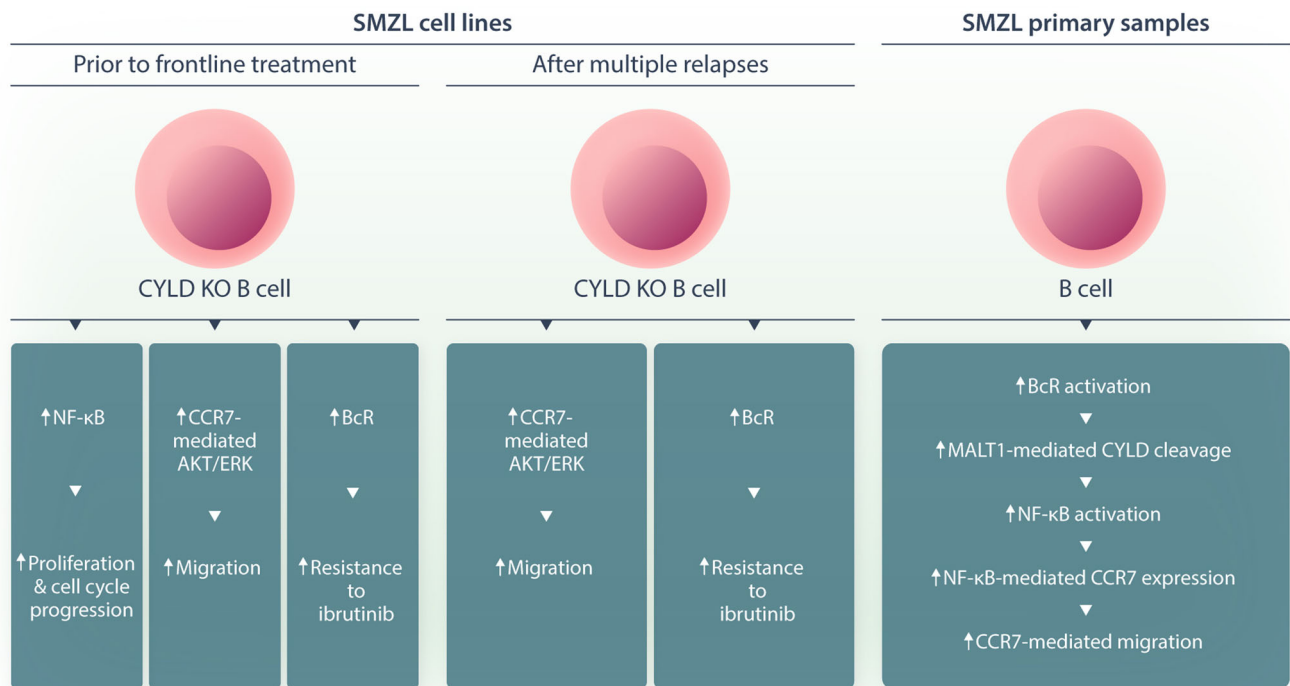 SMZL cell lines
SMZL primary samples
Prior to frontline treatment
After multiple relapses
CYLD KO B cell
CYLD KO B cell
B cell
↑NF-κB
↑Proliferation
& cell cycle
progression
↑CCR7-
mediated
AKT/ERK
↑Migration
↑BcR
↑Resistance
to
ibrutinib
↑CCR7-
mediated
AKT/ERK
↑Migration
↑BcR
↑Resistance
to
ibrutinib
↑BcR activation
↑MALT1-mediated CYLD cleavage
↑NF-κB activation
↑NF-κB-mediated CCR7 expression
↑CCR7-mediated migration